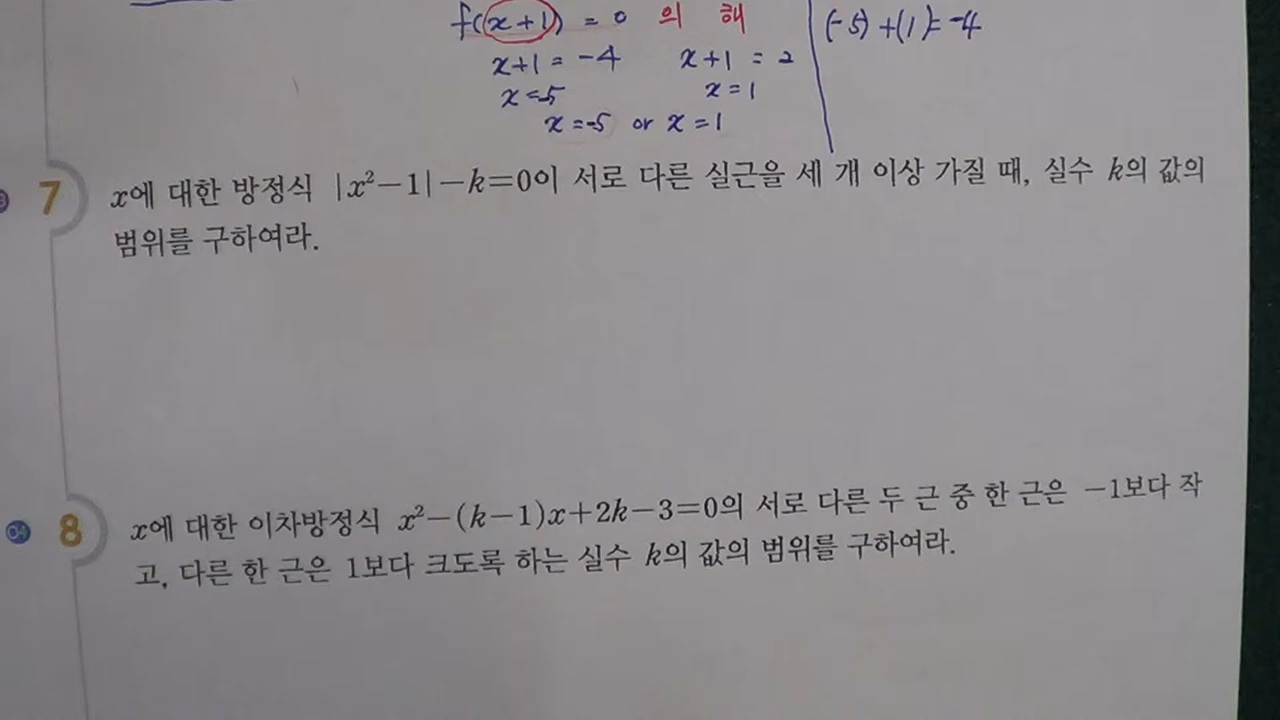 f(x+1) = 0 의 해
(-5)+(1)=-4
x+1 = -4 x+1 = 2
x=-5 x=1
x=-5 or x=1
7 x에 대한 방정식 |x²-1|-k=0이 서로 다른 실근을 세 개 이상 가질 때, 실수 k의 값의
범위를 구하여라.
04 8 x에 대한 이차방정식 x²-(k-1)x+2k-3=0의 서로 다른 두 근 중 한 근은 -1보다 작
고, 다른 한 근은 1보다 크도록 하는 실수 k의 값의 범위를 구하여라.